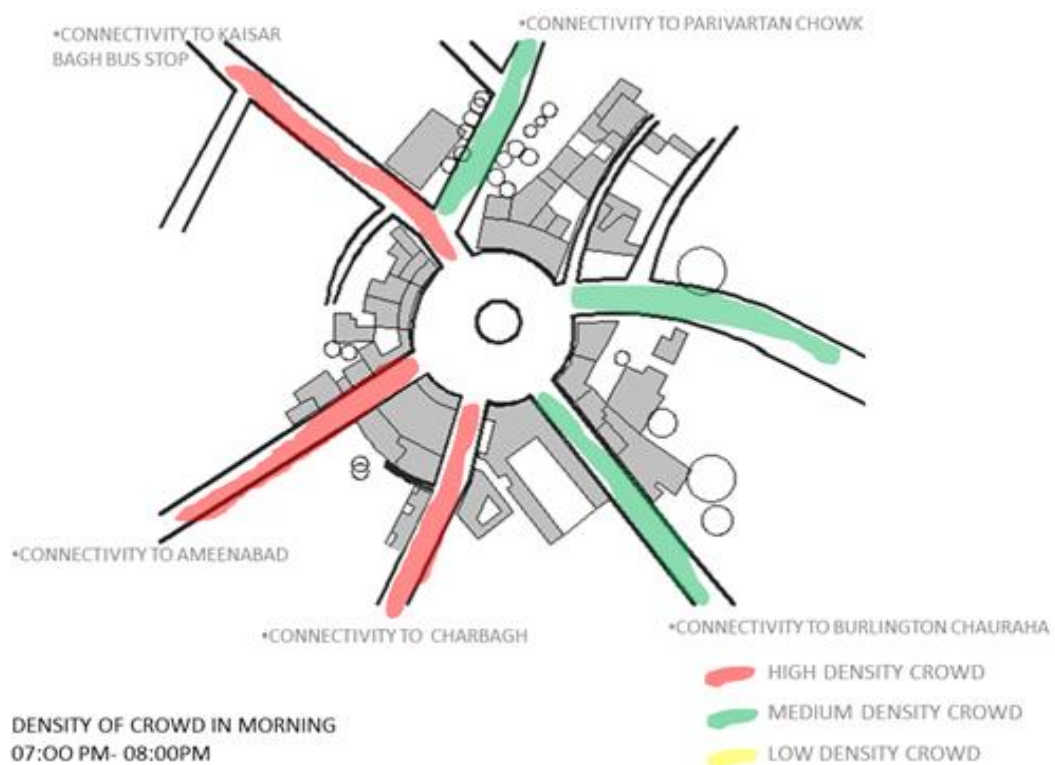 •CONNECTIVITY TO KAISAR
BAGH BUS STOP
•CONNECTIVITY TO PARIVARTAN CHOWK
•CONNECTIVITY TO AMEENABAD
•CONNECTIVITY TO CHARBAGH
•CONNECTIVITY TO BURLINGTON CHAURAHA
HIGH DENSITY CROWD
MEDIUM DENSITY CROWD
LOW DENSITY CROWD
DENSITY OF CROWD IN MORNING
07:OO PM- 08:00PM